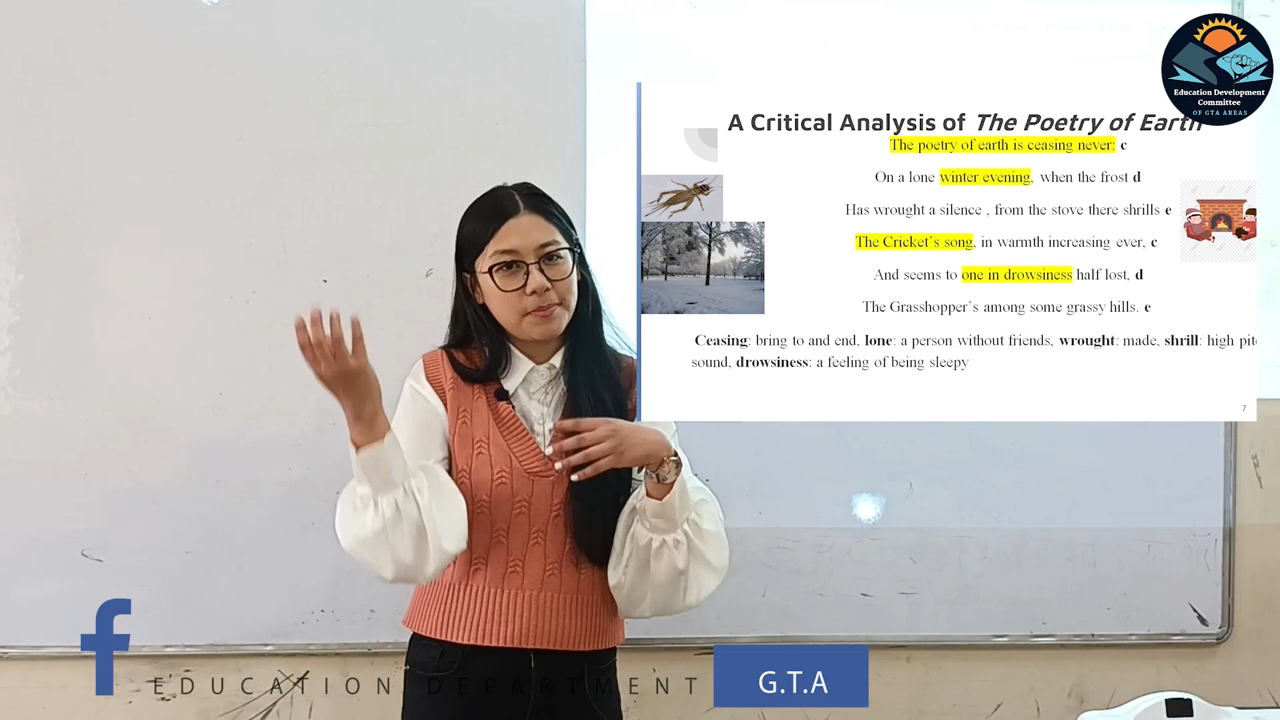 Education Development
Committee
OF GTA AREAS
A Critical Analysis of The Poetry of Earth
The poetry of earth is ceasing never: c
On a lone winter evening, when the frost d
Has wrought a silence , from the stove there shrills e
The Cricket's song, in warmth increasing ever, c
And seems to one in drowsiness half lost, d
The Grasshopper's among some grassy hills. e
Ceasing: bring to and end, lone: a person without friends, wrought: made, shrill: high pit
sound, drowsiness: a feeling of being sleepy
7
f
EDUCATION DEPARTMENT
G.T.A